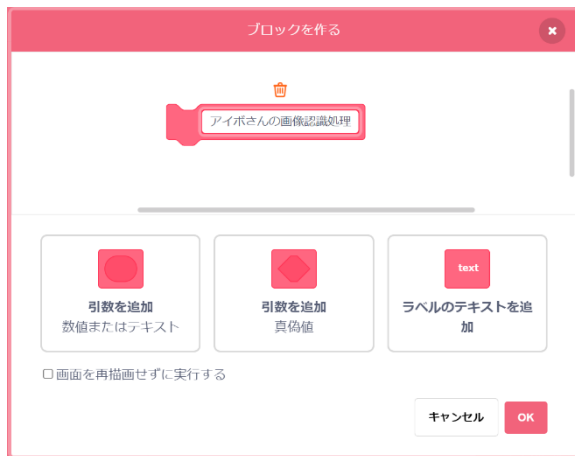 ブロックを作る
アイボさんの画像認識処理
引数を追加
数値またはテキスト
引数を追加
真偽値
text
ラベルのテキストを追
加
画面を再描画せずに実行する
キャンセル
OK